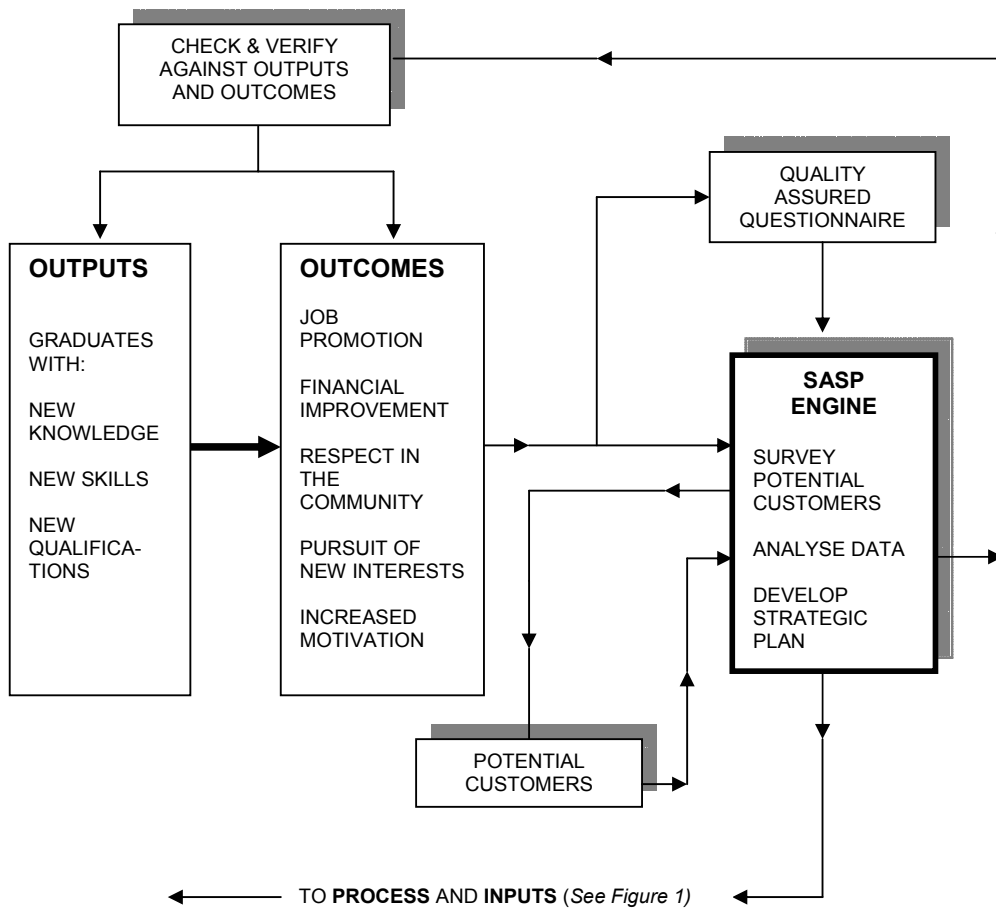 CHECK & VERIFY
AGAINST OUTPUTS
AND OUTCOMES
QUALITY
ASSURED
QUESTIONNAIRE
OUTPUTS
GRADUATES
WITH:
NEW
KNOWLEDGE
NEW SKILLS
NEW
QUALIFICA-
TIONS
OUTCOMES
JOB
PROMOTION
FINANCIAL
IMPROVEMENT
RESPECT IN
THE
COMMUNITY
PURSUIT OF
NEW INTERESTS
INCREASED
MOTIVATION
SASP
ENGINE
SURVEY
POTENTIAL
CUSTOMERS
ANALYSE DATA
DEVELOP
STRATEGIC
PLAN
POTENTIAL
CUSTOMERS
TO PROCESS AND INPUTS (See Figure 1)